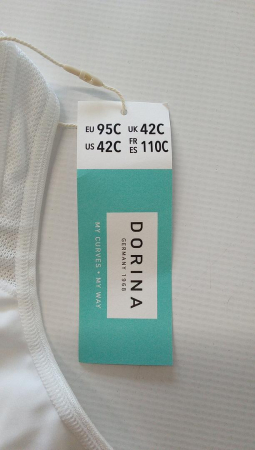 EU 95C UK 42C
US 42C FR ES 110C
DORINA
GERMANY 1968
MY CURVES • MY WAY